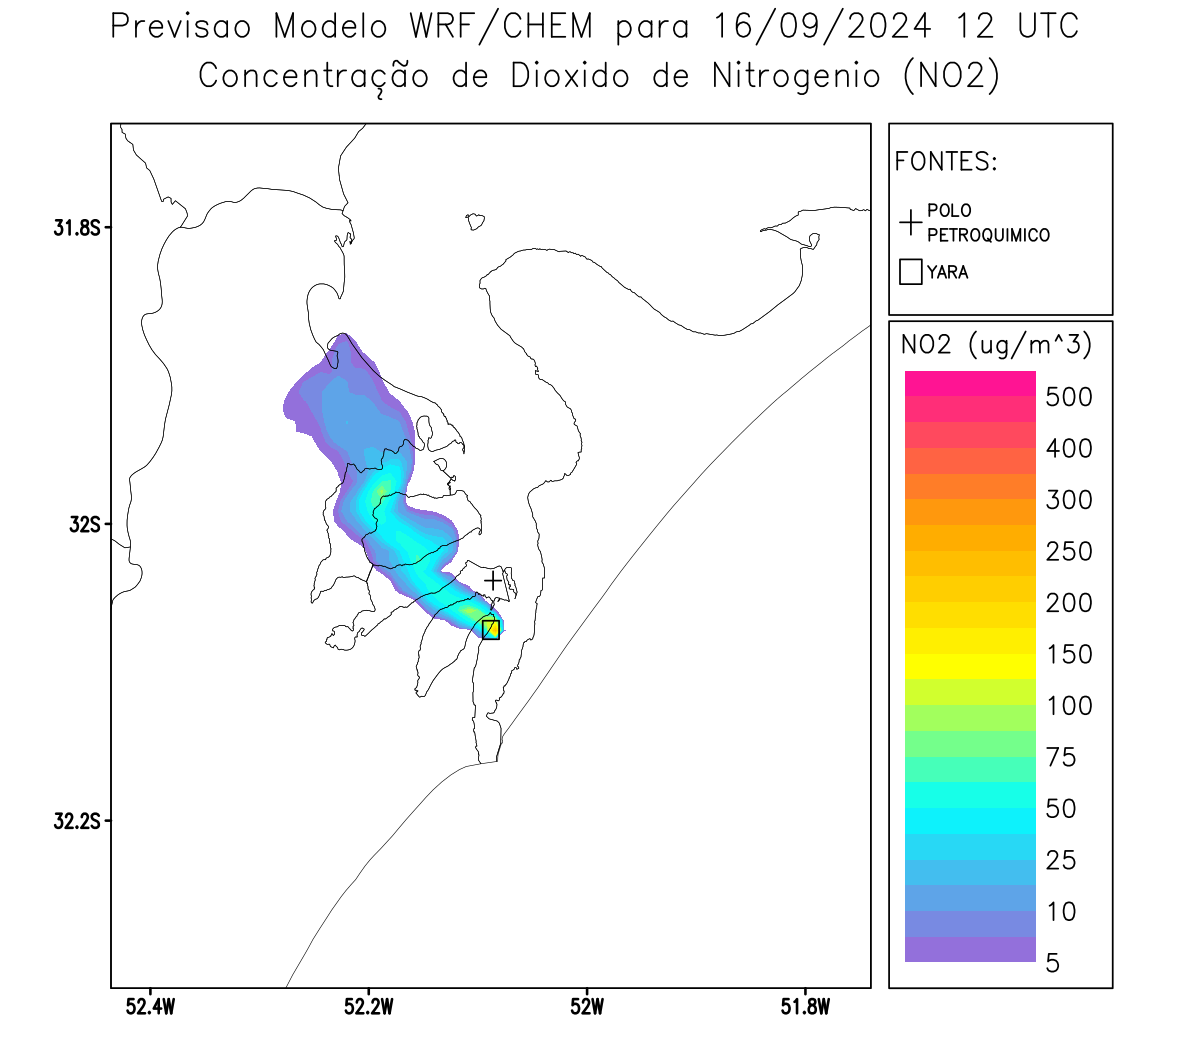 Previsao Modelo WRF/CHEM para 16/09/2024 12 UTC
Concentração de Dioxido de Nitrogenio (NO2)
FONTES:
POLO
PETROQUIMICO
YARA
NO2 (ug/m^3)
500
400
300
250
200
150
100
75
50
25
10
5
31.8S
32S
32.2S
52.4W
52.2W
52W
51.8W